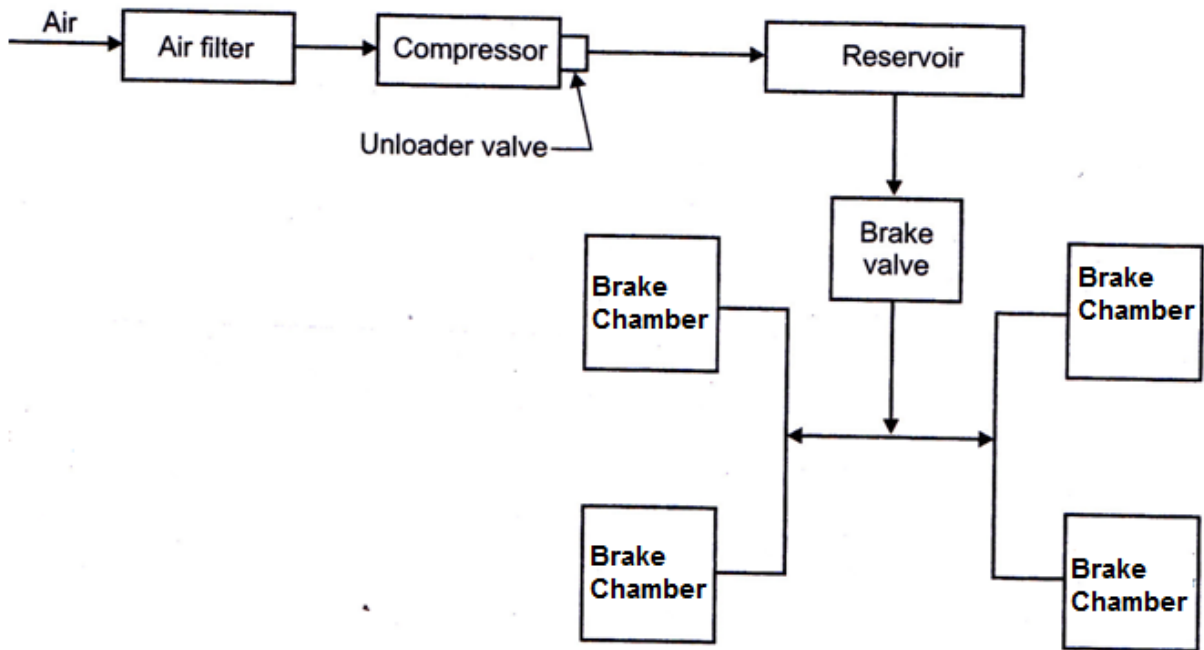 Air
Air filter
Compressor
Reservoir
Unloader valve
Brake
valve
Brake
Chamber
Brake
Chamber
Brake
Chamber
Brake
Chamber